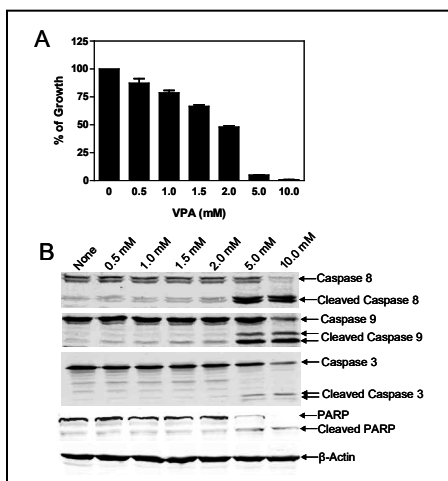 A
% of Growth
125
100
75
50
25
0
0 0.5 1.0 1.5 2.0 5.0 10.0
VPA (mM)
B
None 0.5 mM 1.0 mM 1.5 mM 2.0 mM 5.0 mM 10.0 mM
Caspase 8
Cleaved Caspase 8
Caspase 9
Cleaved Caspase 9
Caspase 3
Cleaved Caspase 3
PARP
Cleaved PARP
β-Actin